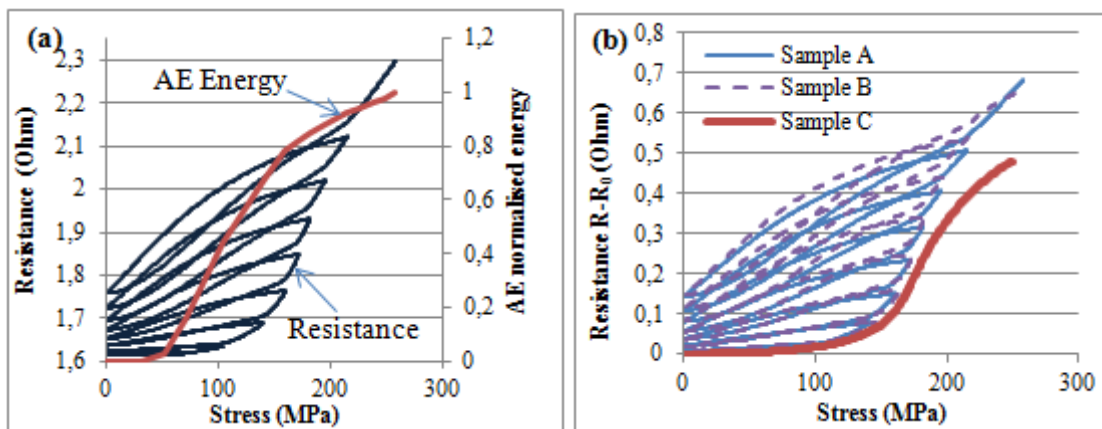 (a)
2,3
2,2
2,1
2
1,9
1,8
1,7
1,6
Resistance (Ohm)
AE Energy
Resistance
1,2
1
0,8
0,6
0,4
0,2
0
AE normalised energy
0 100 200 300
Stress (MPa)
(b)
0,8
0,7
0,6
0,5
0,4
0,3
0,2
0,1
0
Resistance R-R₀ (Ohm)
Sample A
Sample B
Sample C
0 100 200 300
Stress (MPa)